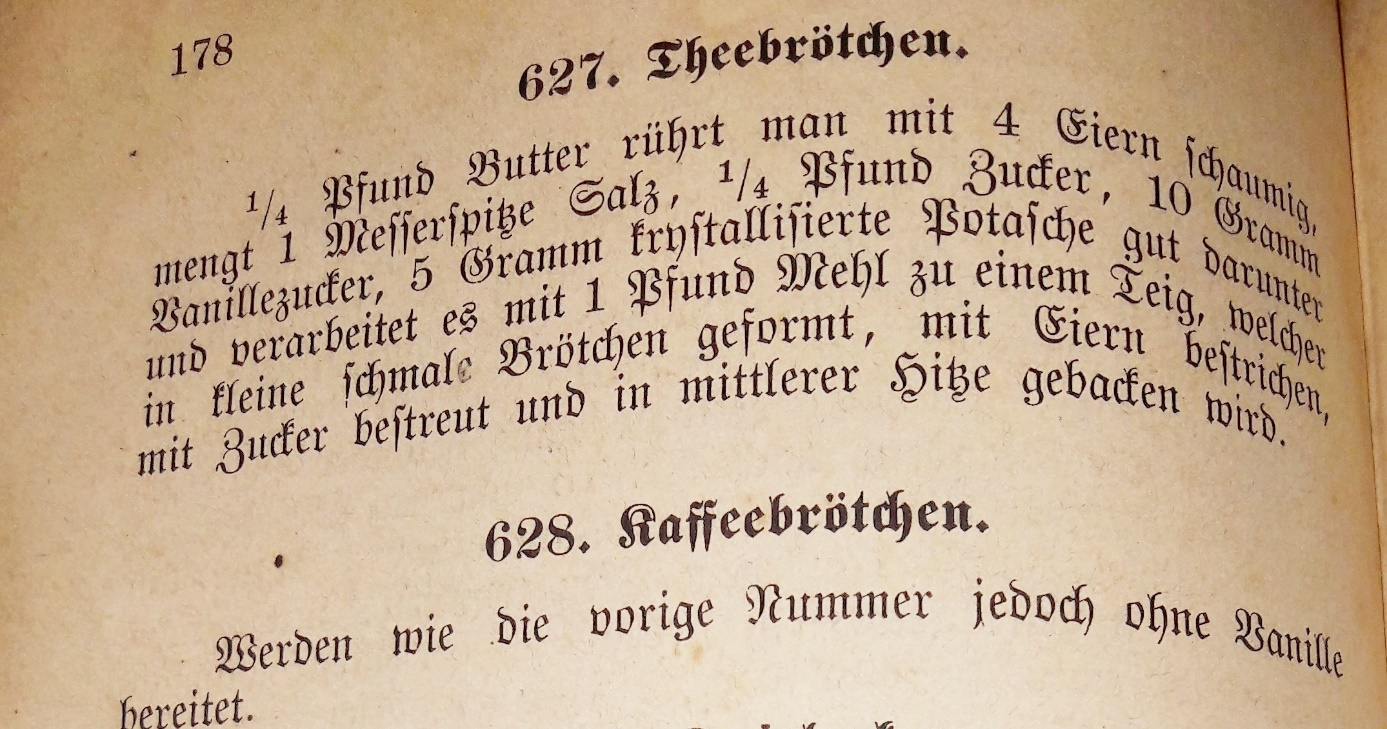 178
627. Theebrötchen.
1/4 Pfund Butter rührt man mit 4 Eiern schaumig,
mengt 1 Messerspitze Salz, 1/4 Pfund Zucker, 10 Gramm
Vanillezucker, 5 Gramm krystallisierte Potasche gut darunter
und verarbeitet es mit 1 Pfund Mehl zu einem Teig, welcher
in kleine schmale Brötchen geformt, mit Eiern bestrichen,
mit Zucker bestreut und in mittlerer Hitze gebacken wird.
628. Kaffeebrötchen.
Werden wie die vorige Nummer jedoch ohne Vanille
bereitet.